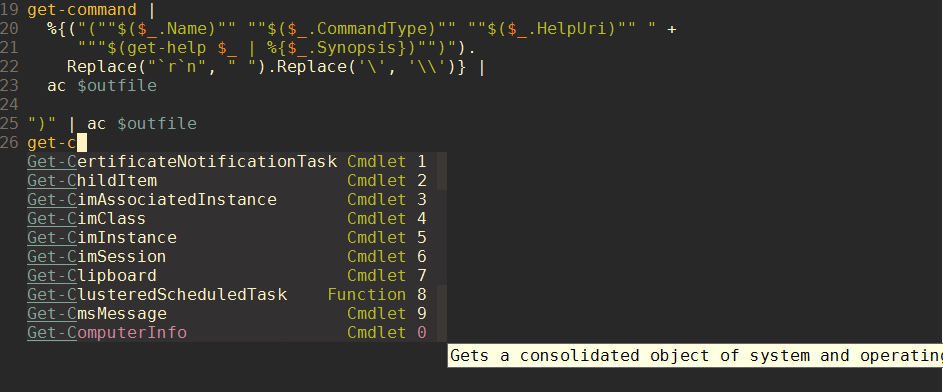 19 get-command |
20   %{("(""$($_.Name)"" ""$($_.CommandType)"" ""$($_.HelpUri)"" " +
21      """$(get-help $_ | %{$_.Synopsis})"")").
22     Replace("`r`n", " ").Replace('\', '\\')} |
23   ac $outfile
24
25 ")" | ac $outfile
26 get-c
Get-CertificateNotificationTask Cmdlet 1
Get-ChildItem Cmdlet 2
Get-CimAssociatedInstance Cmdlet 3
Get-CimClass Cmdlet 4
Get-CimInstance Cmdlet 5
Get-CimSession Cmdlet 6
Get-Clipboard Cmdlet 7
Get-ClusteredScheduledTask Function 8
Get-CmsMessage Cmdlet 9
Get-ComputerInfo Cmdlet 0
Gets a consolidated object of system and operating